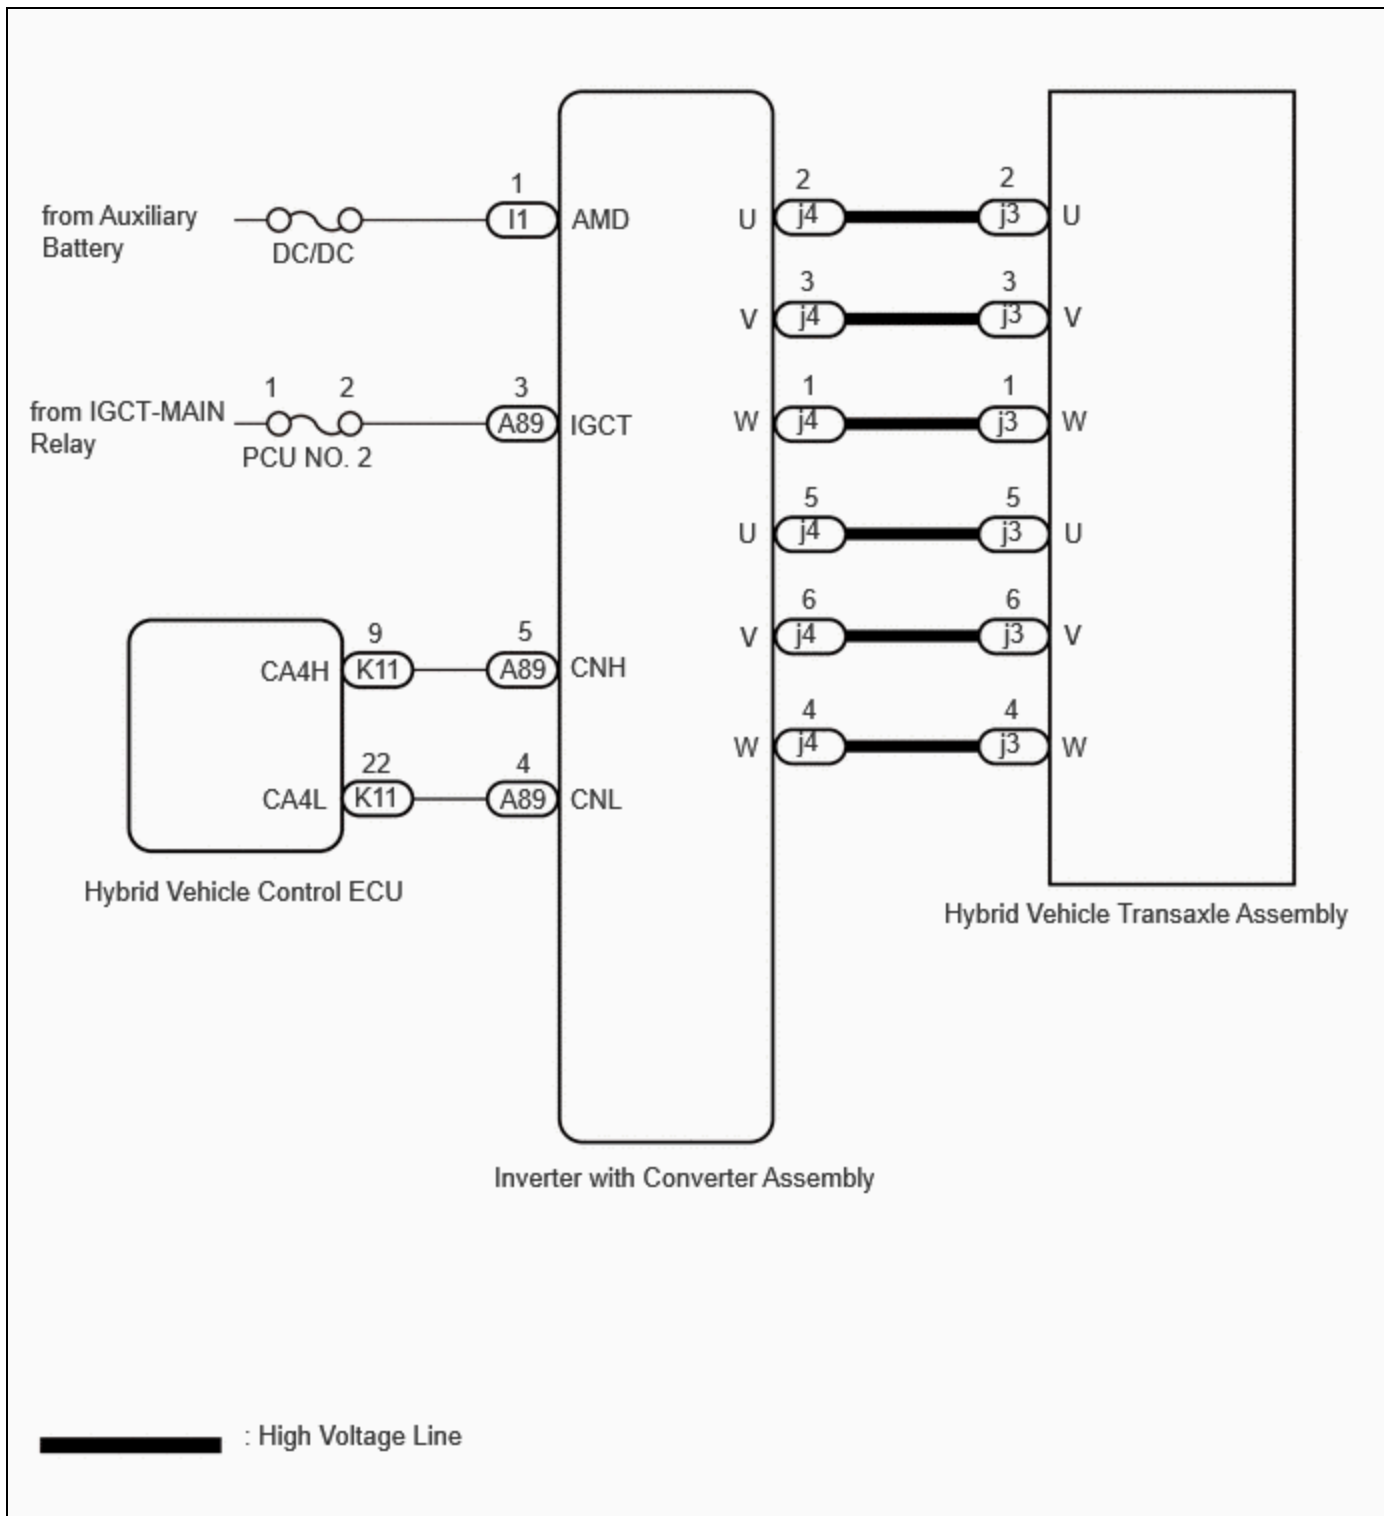 1
2
2
from Auxiliary
Battery
DC/DC
I1
AMD
U
j4
j3
U
3
3
V
j4
j3
V
1
2
3
1
1
from IGCT-MAIN
Relay
PCU NO. 2
A89
IGCT
W
j4
j3
W
5
5
U
j4
j3
U
6
6
V
j4
j3
V
9
5
CA4H
K11
A89
CNH
4
4
W
j4
j3
W
22
4
CA4L
K11
A89
CNL
Hybrid Vehicle Control ECU
Hybrid Vehicle Transaxle Assembly
Inverter with Converter Assembly
: High Voltage Line